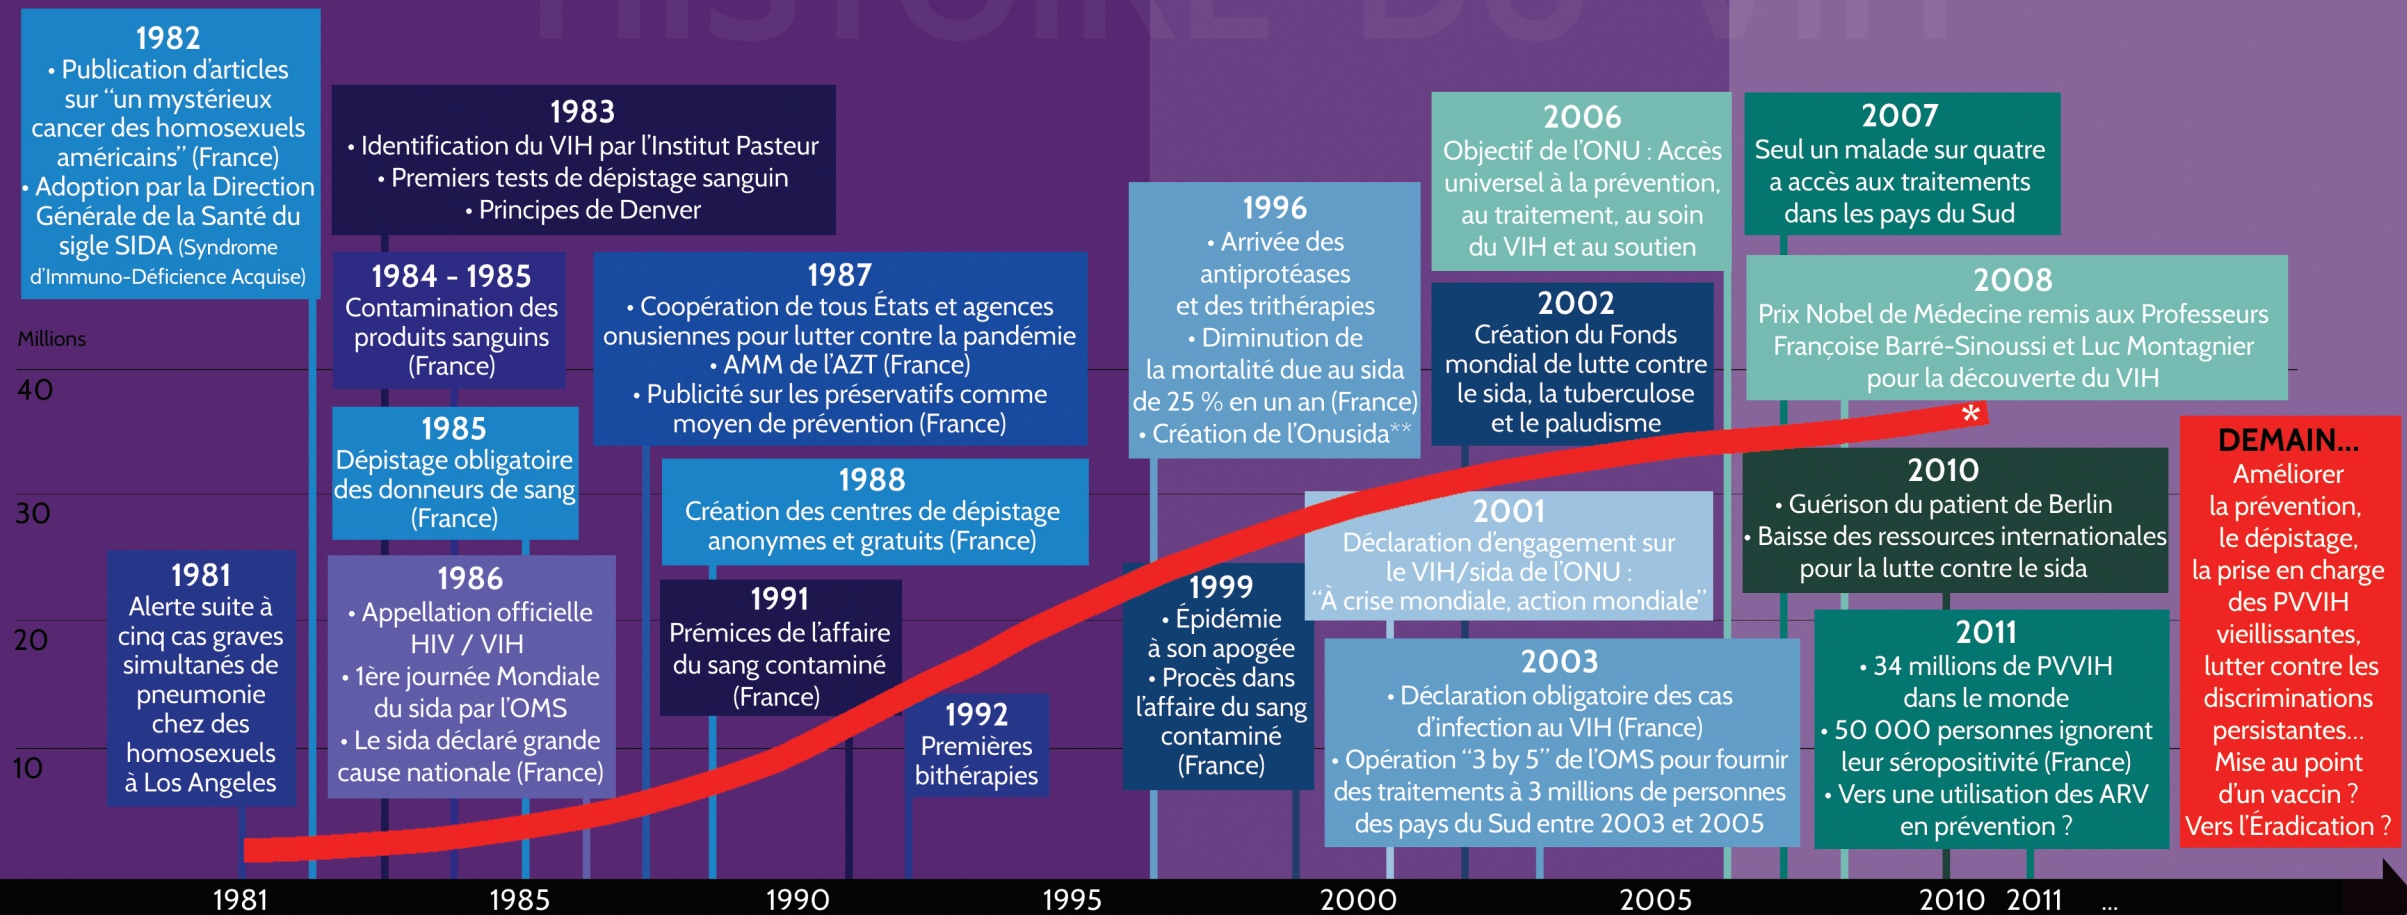 HISTOIRE DU VIH
1982
• Publication d’articles
sur “un mystérieux
cancer des homosexuels
américains” (France)
• Adoption par la Direction
Générale de la Santé du
sigle SIDA (Syndrome
d’Immuno-Déficience Acquise)
1983
• Identification du VIH par l’Institut Pasteur
• Premiers tests de dépistage sanguin
• Principes de Denver
1984 - 1985
Contamination des
produits sanguins
(France)
1985
Dépistage obligatoire
des donneurs de sang
(France)
1981
Alerte suite à
cinq cas graves
simultanés de
pneumonie
chez des
homosexuels
à Los Angeles
1986
• Appellation officielle
HIV / VIH
• 1ère journée Mondiale
du sida par l’OMS
• Le sida déclaré grande
cause nationale (France)
1987
• Coopération de tous États et agences
onusiennes pour lutter contre la pandémie
• AMM de l’AZT (France)
• Publicité sur les préservatifs comme
moyen de prévention (France)
1988
Création des centres de dépistage
anonymes et gratuits (France)
1991
Prémices de l’affaire
du sang contaminé
(France)
1992
Premières
bithérapies
1996
• Arrivée des
antiprotéases
et des trithérapies
• Diminution de
la mortalité due au sida
de 25 % en un an (France)
• Création de l’Onusida**
1999
• Épidémie
à son apogée
• Procès dans
l’affaire du sang
contaminé
(France)
2006
Objectif de l’ONU : Accès
universel à la prévention,
au traitement, au soin
du VIH et au soutien
2002
Création du Fonds
mondial de lutte contre
le sida, la tuberculose
et le paludisme
2001
Déclaration d’engagement sur
le VIH/sida de l’ONU :
“À crise mondiale, action mondiale”
2003
• Déclaration obligatoire des cas
d’infection au VIH (France)
• Opération “3 by 5” de l’OMS pour fournir
des traitements à 3 millions de personnes
des pays du Sud entre 2003 et 2005
2007
Seul un malade sur quatre
a accès aux traitements
dans les pays du Sud
2008
Prix Nobel de Médecine remis aux Professeurs
Françoise Barré-Sinoussi et Luc Montagnier
pour la découverte du VIH
*
2010
• Guérison du patient de Berlin
• Baisse des ressources internationales
pour la lutte contre le sida
2011
• 34 millions de PVVIH
dans le monde
• 50 000 personnes ignorent
leur séropositivité (France)
• Vers une utilisation des ARV
en prévention ?
DEMAIN...
Améliorer
la prévention,
le dépistage,
la prise en charge
des PVVIH
vieillissantes,
lutter contre les
discriminations
persistantes...
Mise au point
d’un vaccin ?
Vers l’Éradication ?
Millions
40
30
20
10
1981 1985 1990 1995 2000 2005 2010 2011 ...